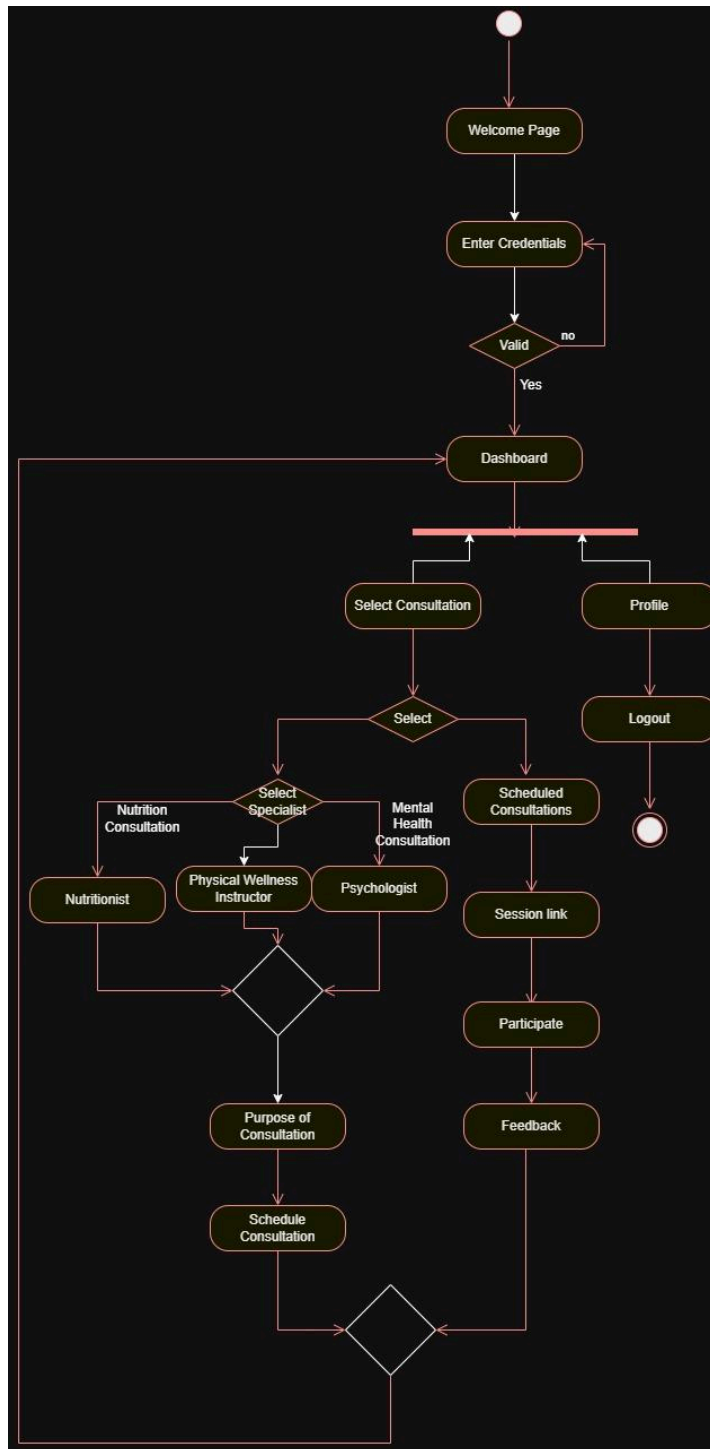 Welcome Page
Enter Credentials
Valid
no
Yes
Dashboard
Select Consultation
Profile
Select
Logout
Select
Specialist
Nutrition
Consultation
Mental
Health
Consultation
Scheduled
Consultations
Nutritionist
Physical Wellness
Instructor
Psychologist
Session link
Participate
Purpose of
Consultation
Feedback
Schedule
Consultation